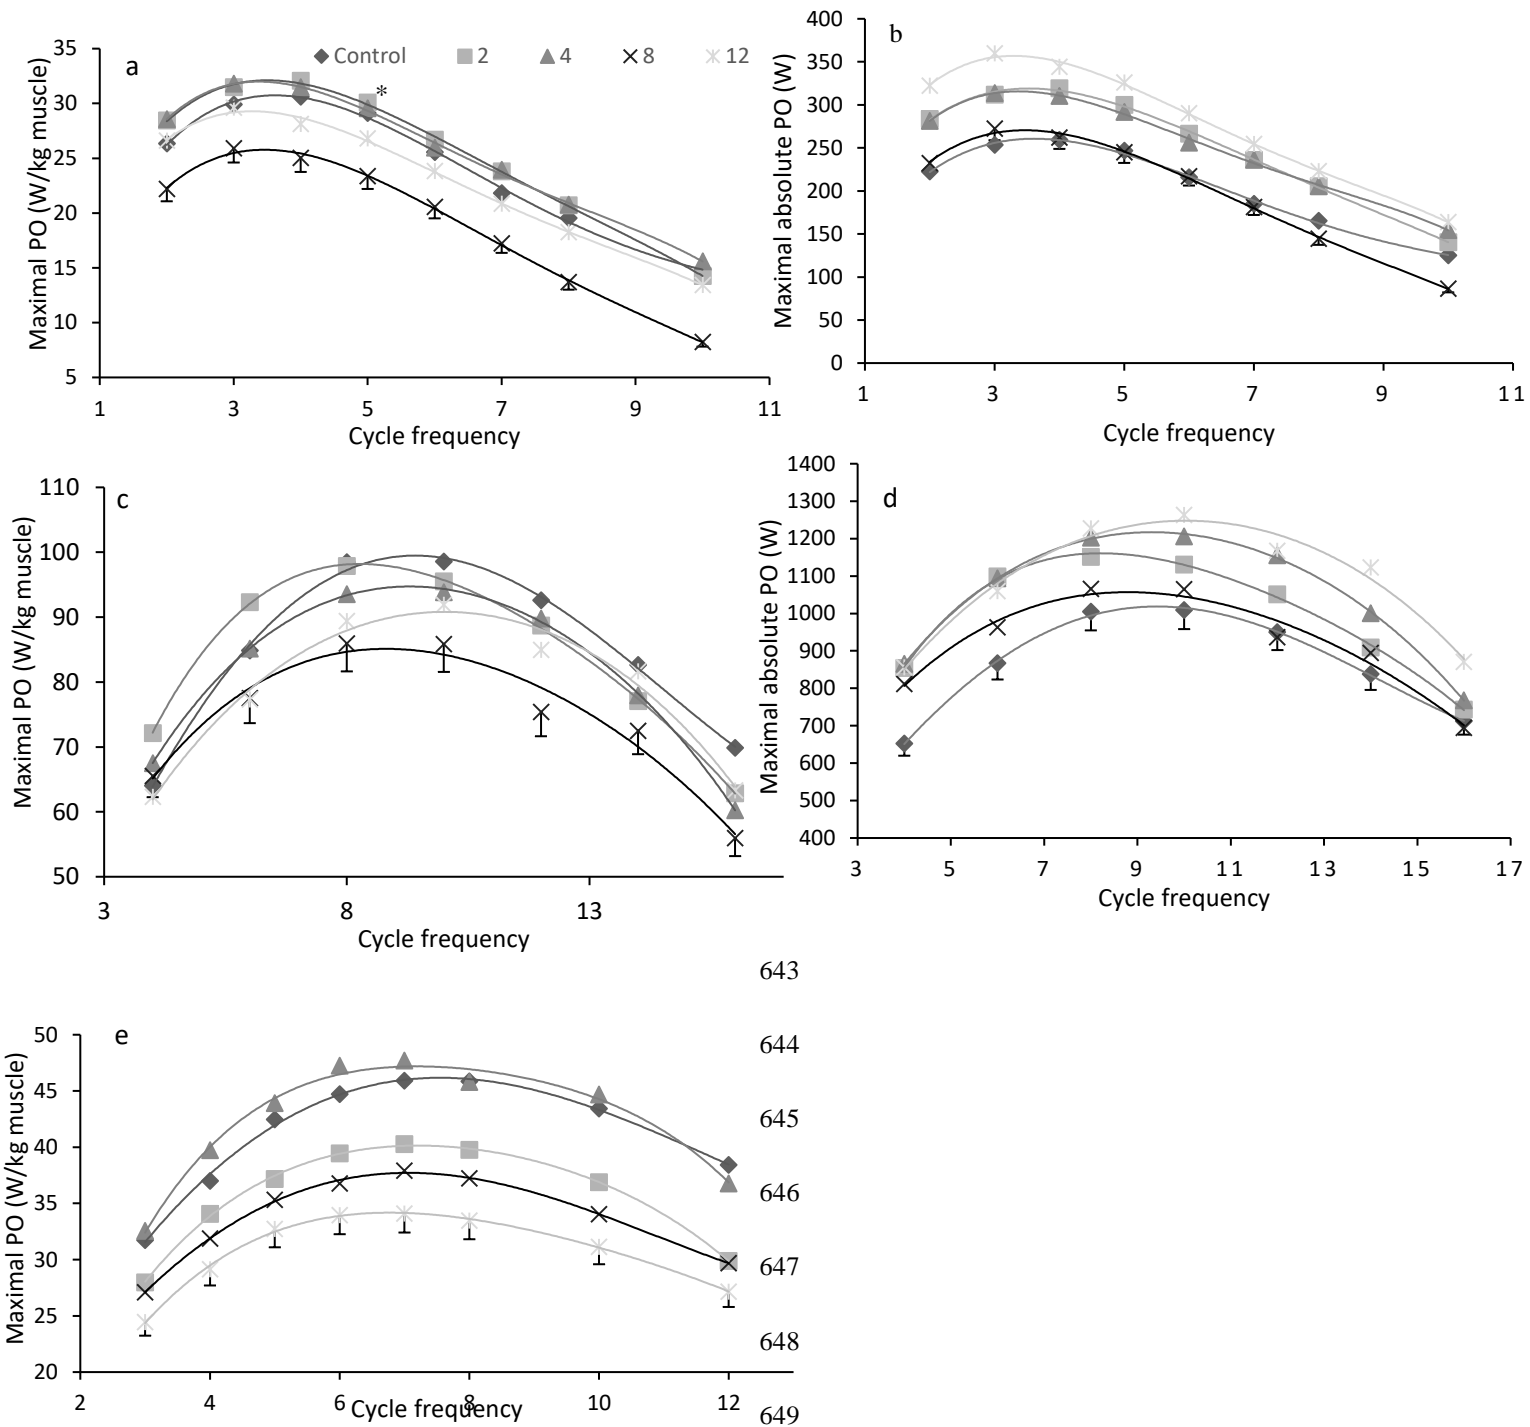 a
Control 2 4 8 12
*
35
30
25
20
15
10
5
1 3 5 7 9 11
Cycle frequency
Maximal PO (W/kg muscle)
b
400
350
300
250
200
150
100
50
0
1 3 5 7 9 11
Cycle frequency
Maximal absolute PO (W)
c
110
100
90
80
70
60
50
3 8 13
Cycle frequency
Maximal PO (W/kg muscle)
d
1400
1300
1200
1100
1000
900
800
700
600
500
400
3 5 7 9 11 13 15 17
Cycle frequency
Maximal absolute PO (W)
643
e
50
45
40
35
30
25
20
2 4 6 8 10 12
Cycle frequency
Maximal PO (W/kg muscle)
644
645
646
647
648
649